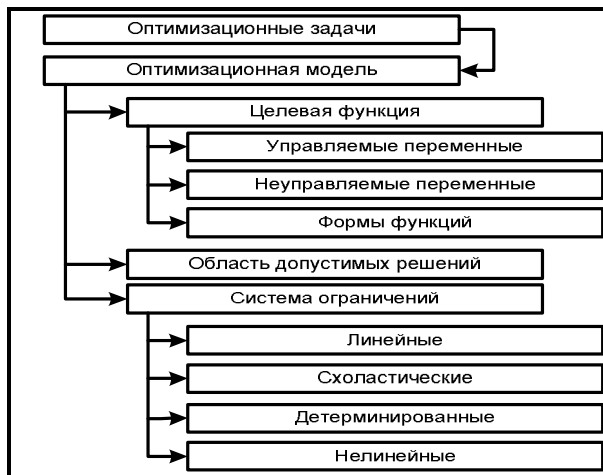 Оптимизационные задачи
Оптимизационная модель
Целевая функция
Управляемые переменные
Неуправляемые переменные
Формы функций
Область допустимых решений
Система ограничений
Линейные
Схоластические
Детерминированные
Нелинейные